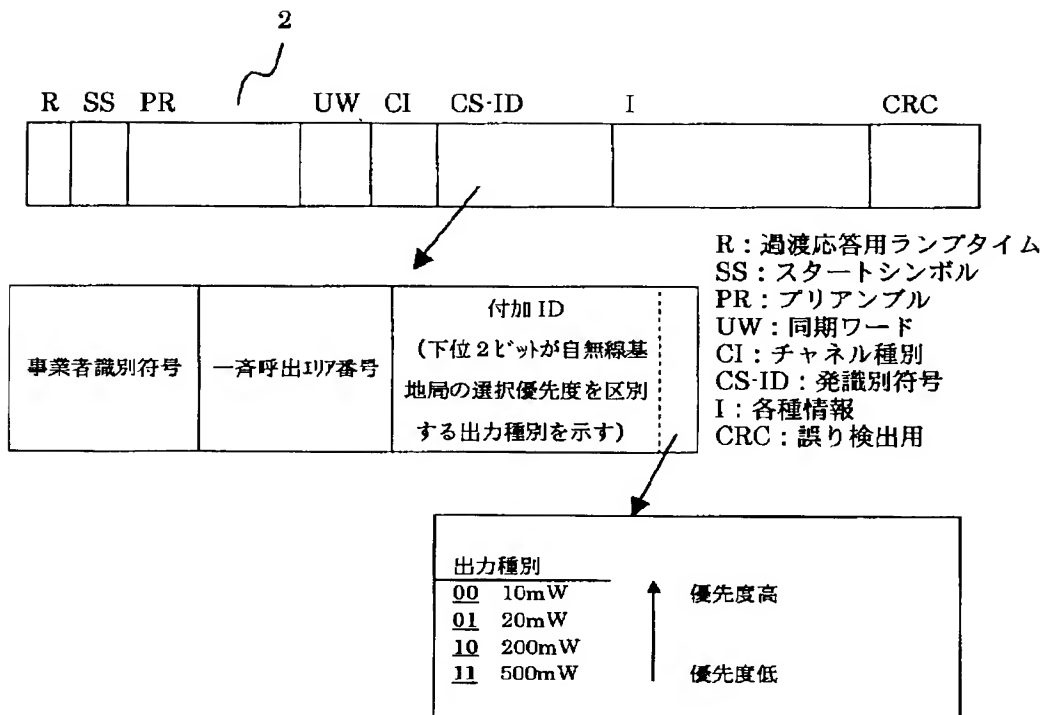 2
R SS PR UW CI CS-ID I CRC
R：過渡応答用ランプタイム
SS：スタートシンボル
PR：プリアンブル
UW：同期ワード
CI：チャネル種別
CS-ID：発識別符号
I：各種情報
CRC：誤り検出用
事業者識別符号
一斉呼出エリア番号
付加ID
(下位2ビットが自無線基
地局の選択優先度を区別
する出力種別を示す)
出力種別
00 10mW 優先度高
01 20mW
10 200mW
11 500mW 優先度低